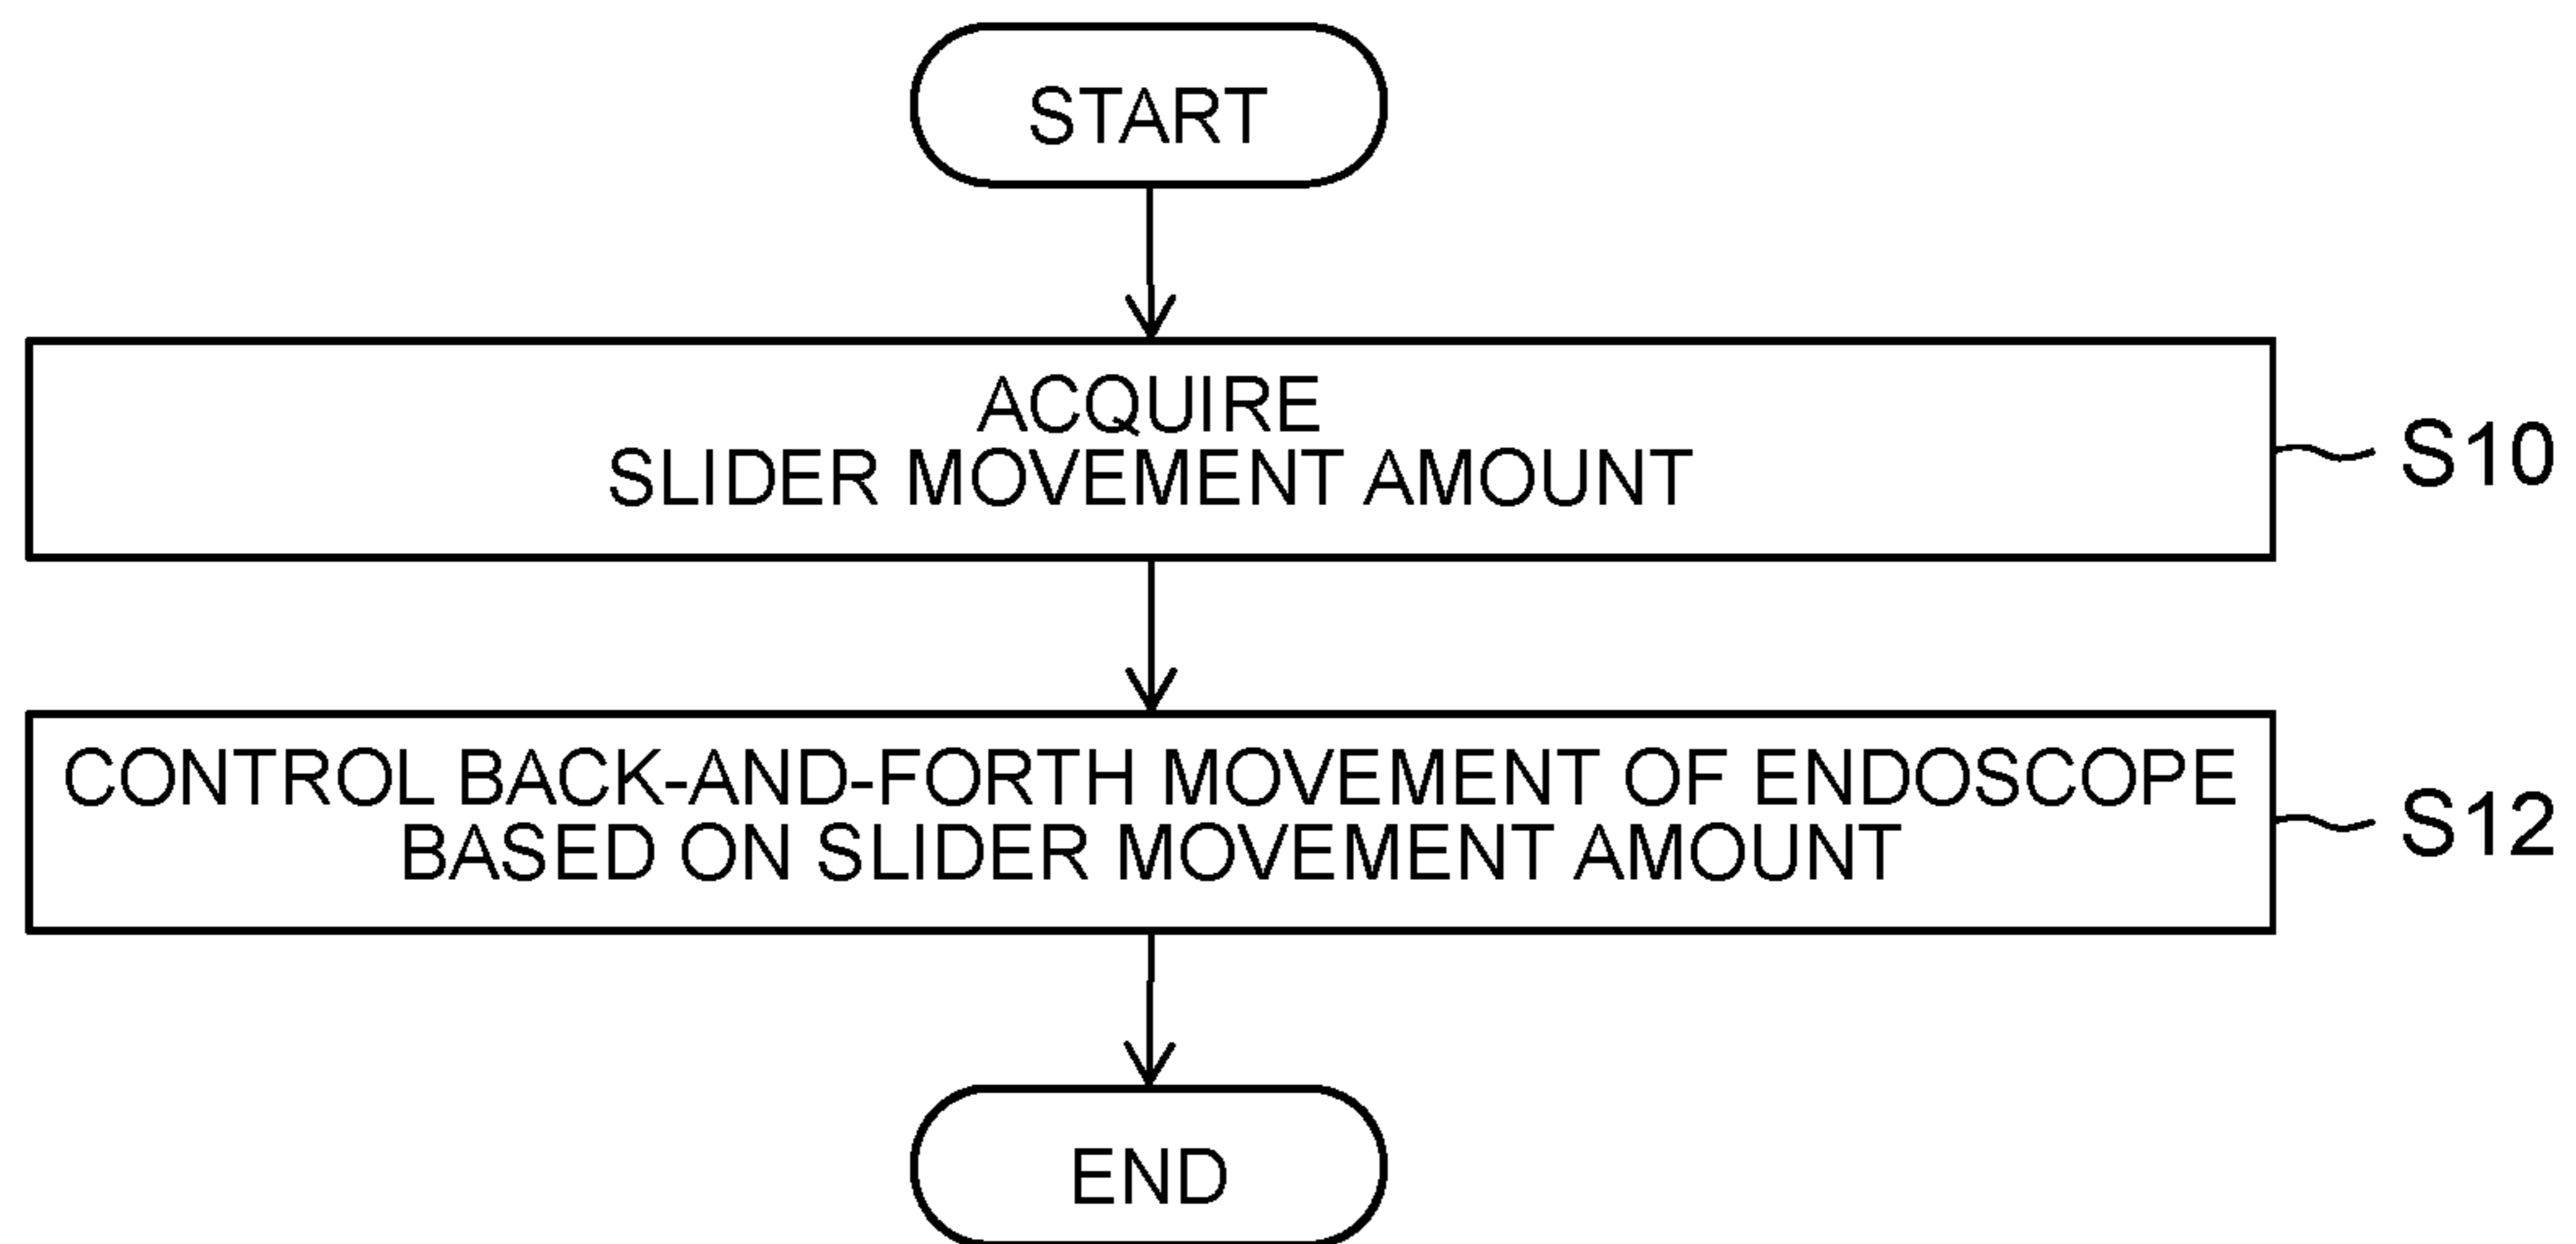 START
ACQUIRE
SLIDER MOVEMENT AMOUNT
S10
CONTROL BACK-AND-FORTH MOVEMENT OF ENDOSCOPE
BASED ON SLIDER MOVEMENT AMOUNT
S12
END